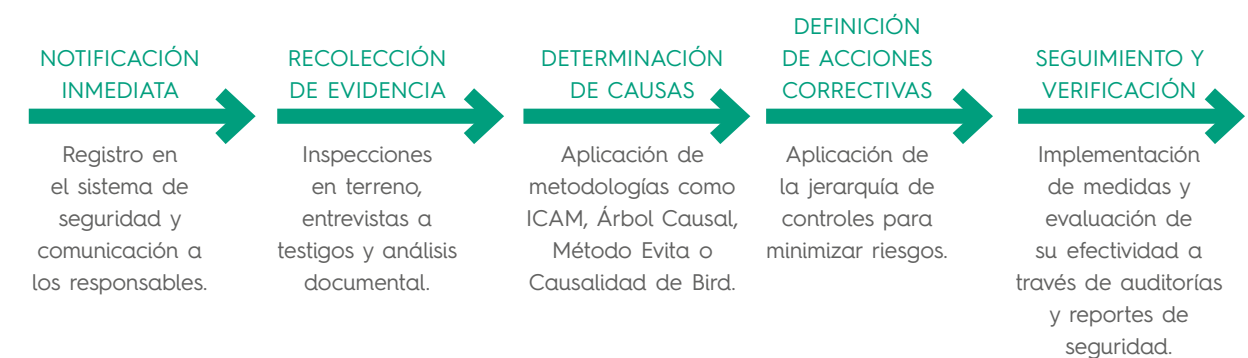 NOTIFICACIÓN
INMEDIATA
Registro en
el sistema de
seguridad y
comunicación a
los responsables.
RECOLECCIÓN
DE EVIDENCIA
Inspecciones
en terreno,
entrevistas a
testigos y análisis
documental.
DETERMINACIÓN
DE CAUSAS
Aplicación de
metodologías como
ICAM, Árbol Causal,
Método Evita o
Causalidad de Bird.
DEFINICIÓN
DE ACCIONES
CORRECTIVAS
Aplicación de
la jerarquía de
controles para
minimizar riesgos.
SEGUIMIENTO Y
VERIFICACIÓN
Implementación
de medidas y
evaluación de
su efectividad a
través de auditorías
y reportes de
seguridad.